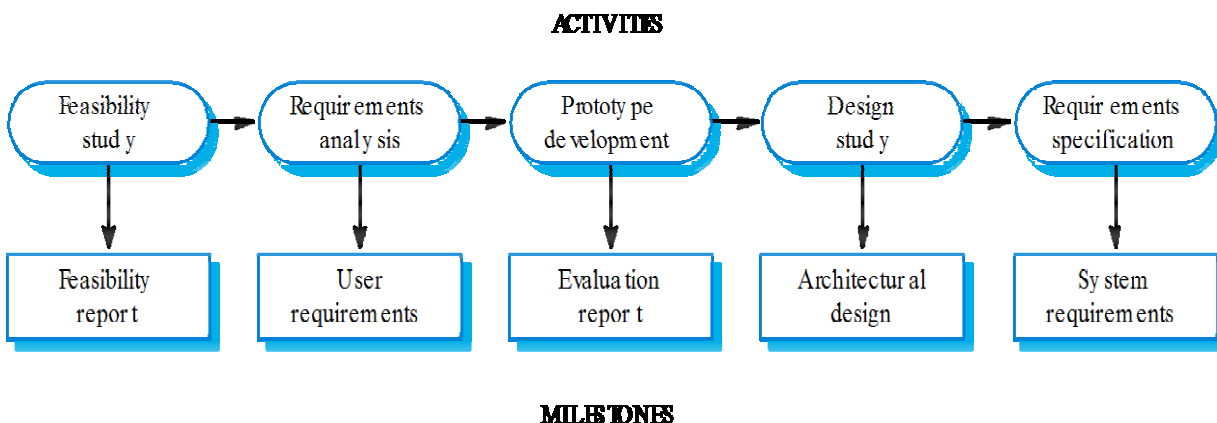 ACTIVITIES
Feasibility
study
Requirements
analysis
Prototype
development
Design
study
Requirements
specification
Feasibility
report
User
requirements
Evaluation
report
Architectural
design
System
requirements
MILESTONES